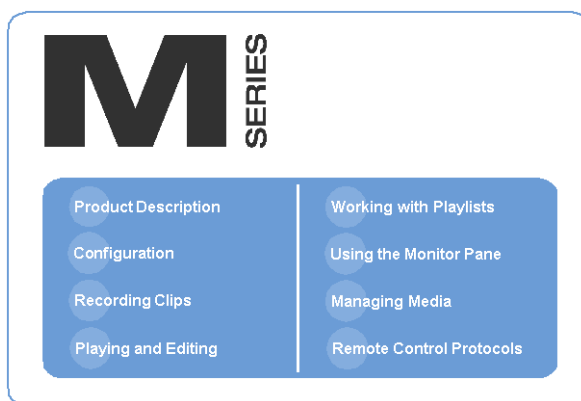 M SERIES
Product Description
Configuration
Recording Clips
Playing and Editing
Working with Playlists
Using the Monitor Pane
Managing Media
Remote Control Protocols